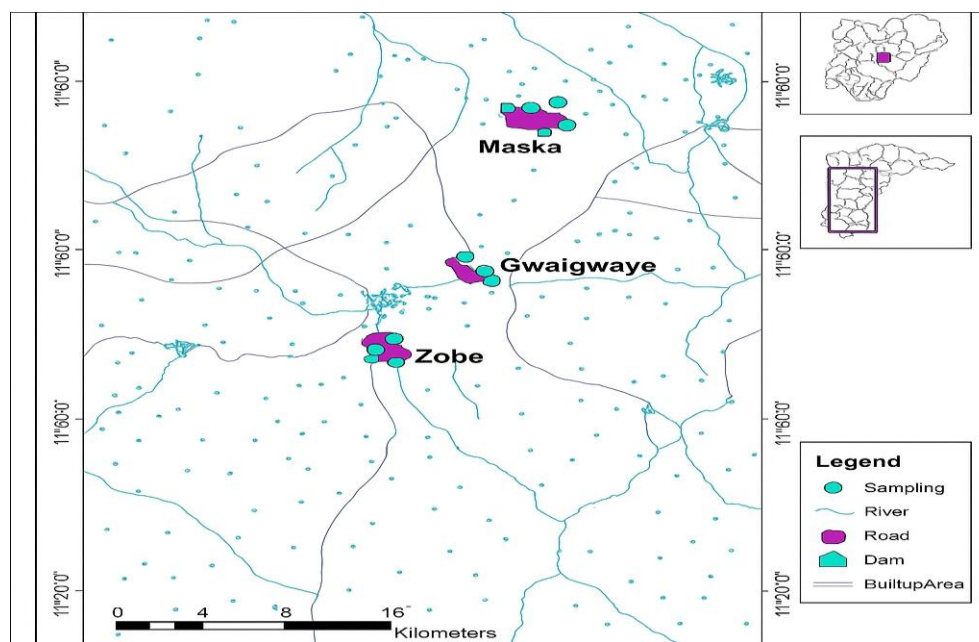 11°60'0"
11°60'0"
Maska
11°60'0"
11°60'0"
Gwaigwaye
Zobe
11°60'0"
11°60'0"
11°20'0"
11°20'0"
0 4 8 16
Kilometers
Legend
Sampling
River
Road
Dam
BuiltupArea